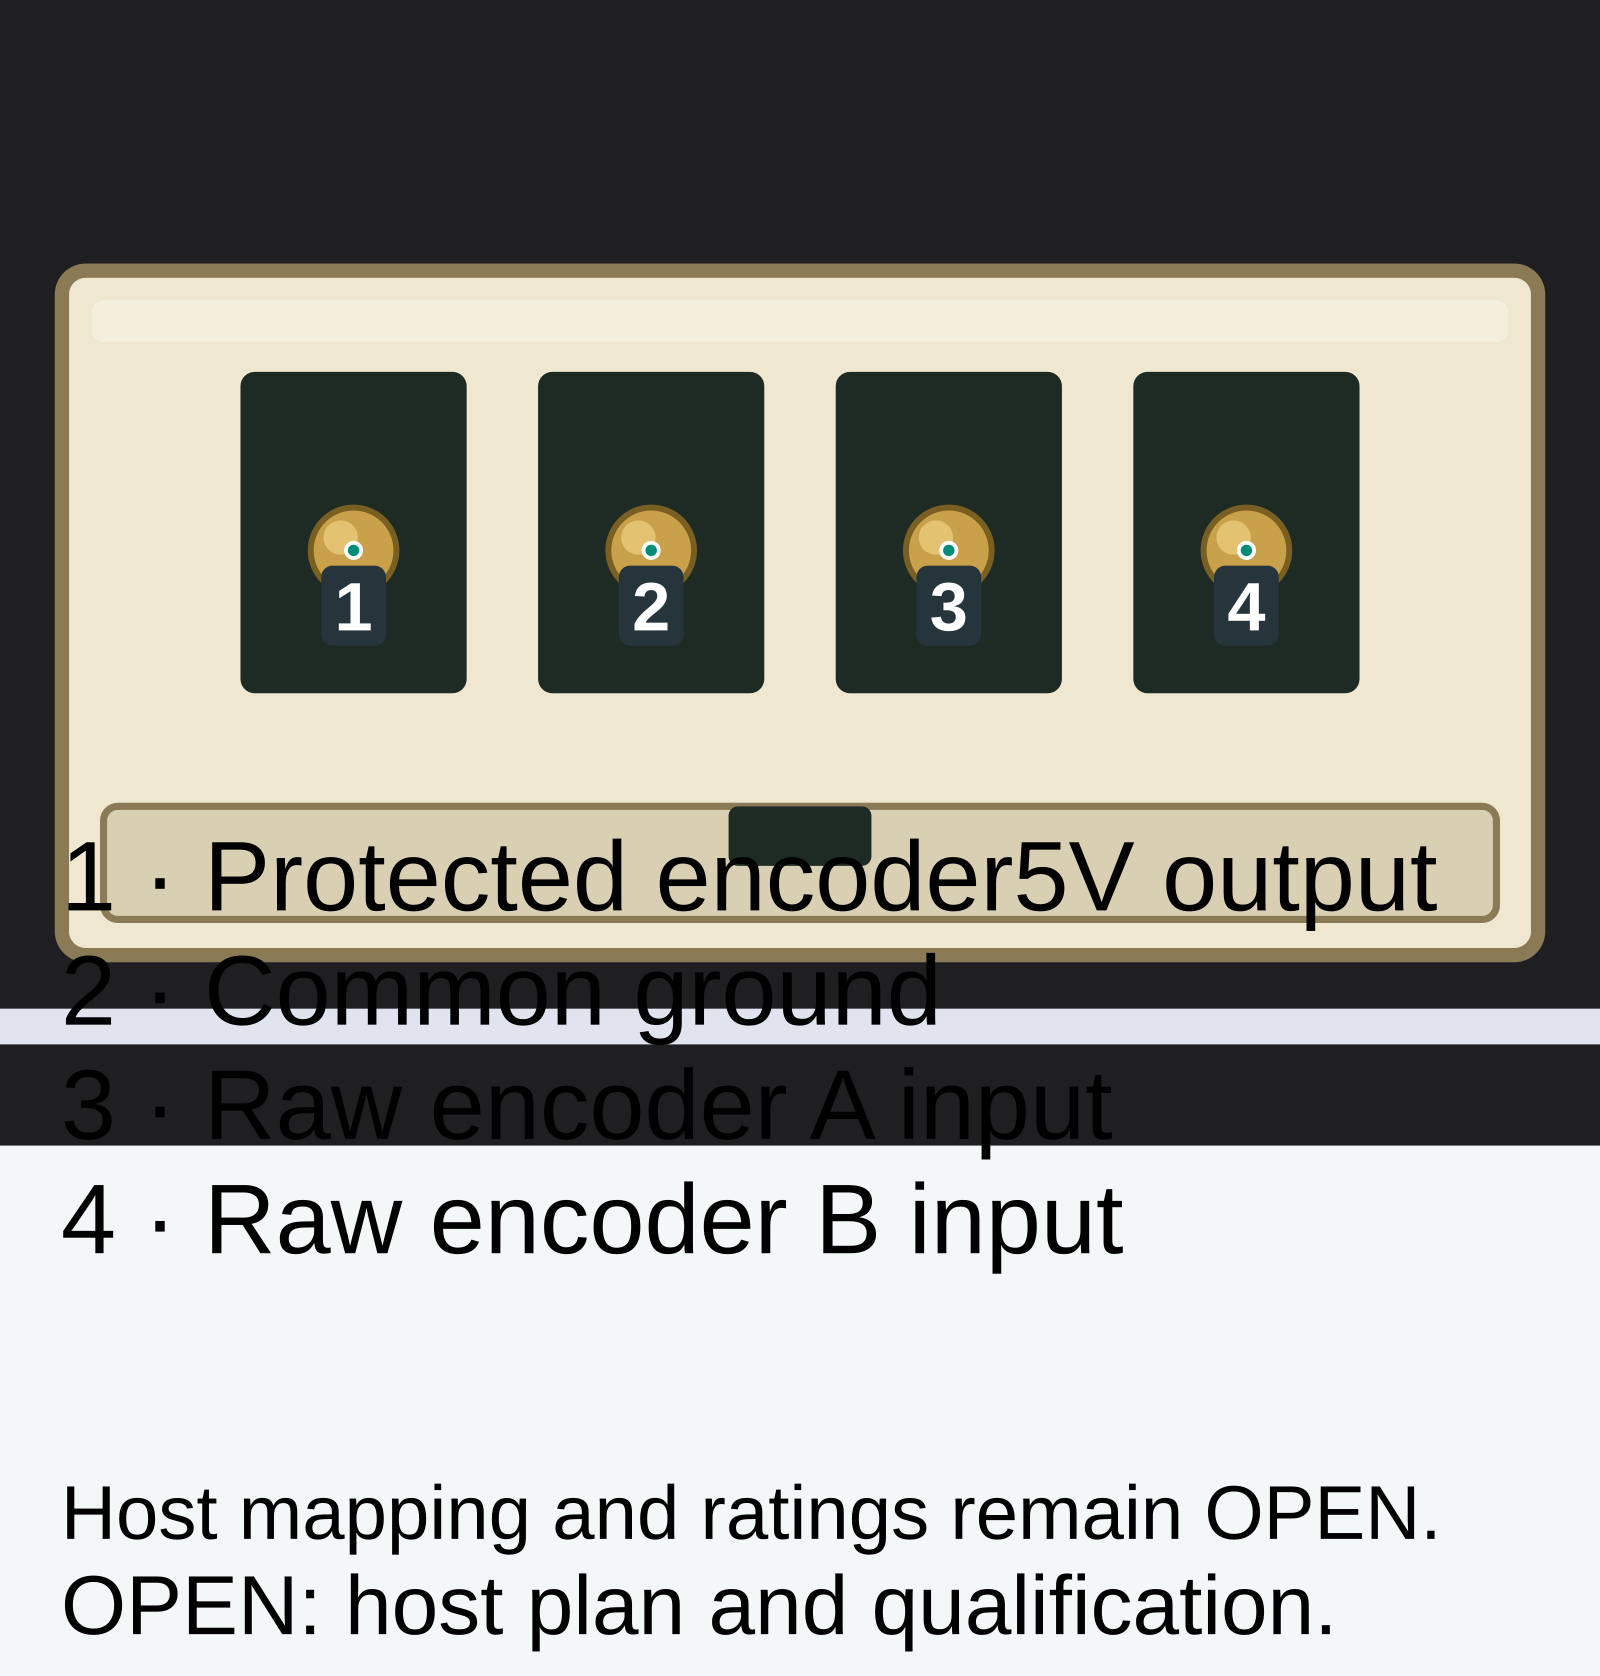 1 2 3 4
1 · Protected encoder5V output
2 · Common ground
3 · Raw encoder A input
4 · Raw encoder B input
Host mapping and ratings remain OPEN.
OPEN: host plan and qualification.